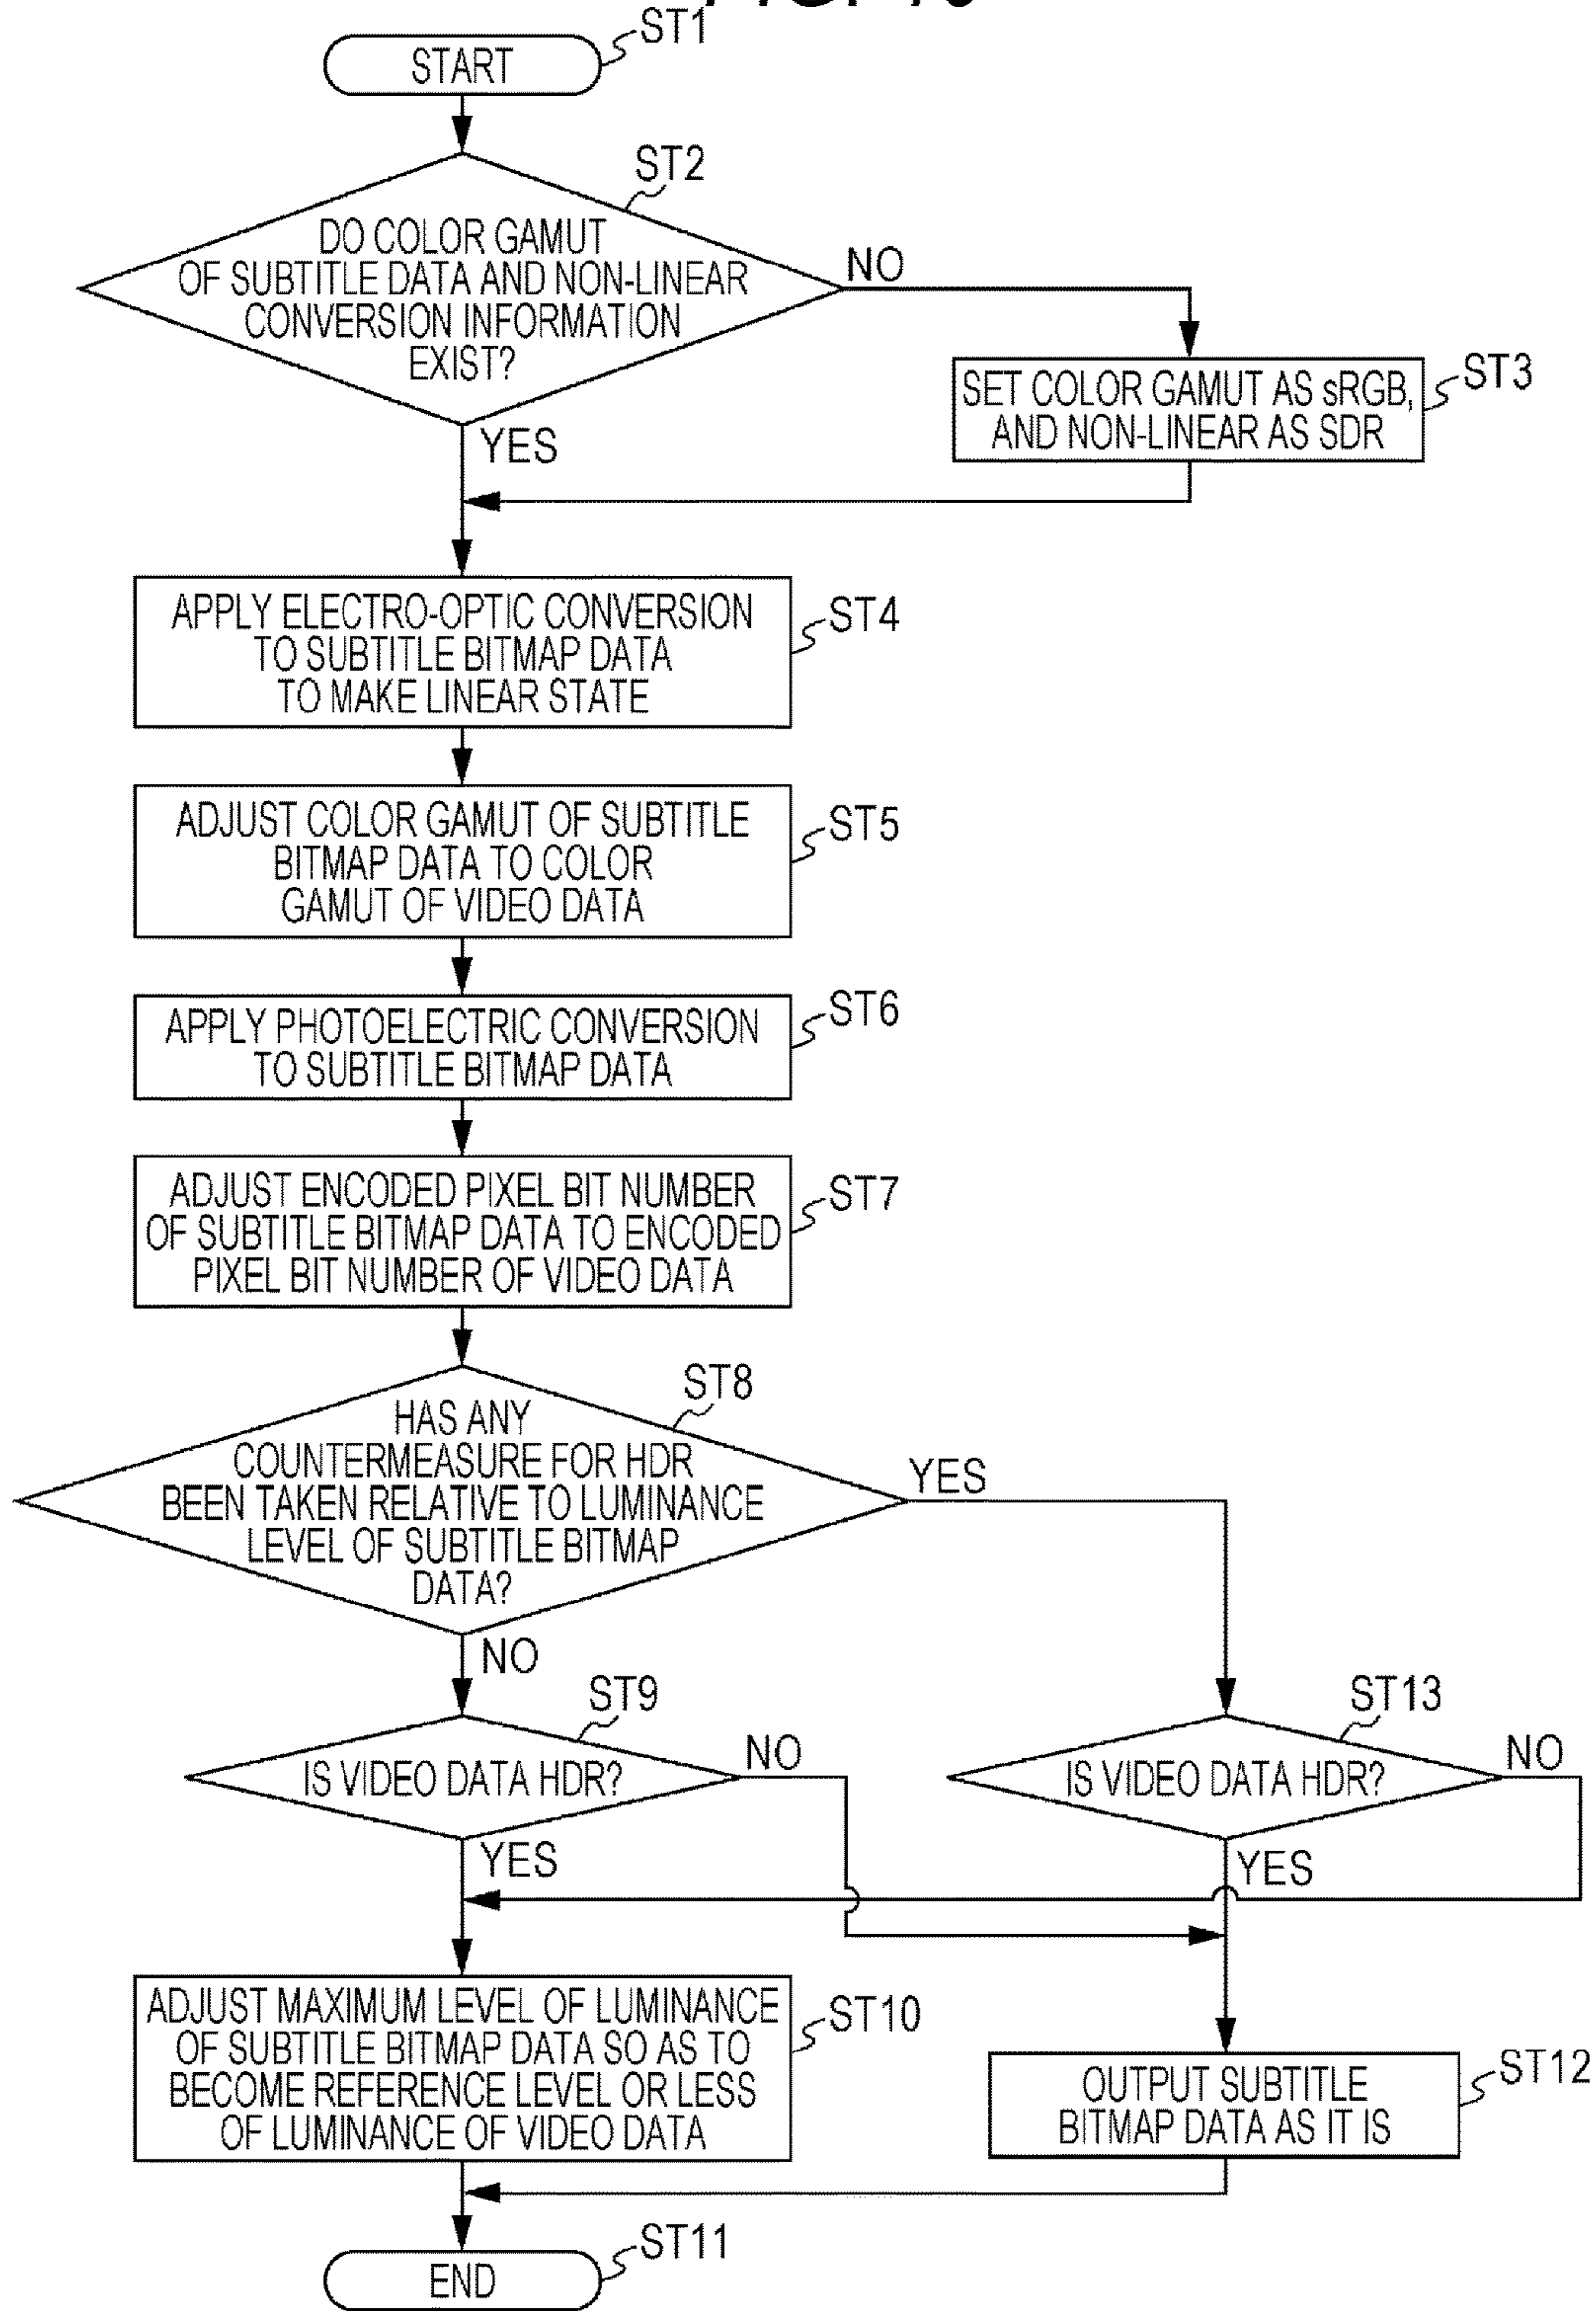 START
ST1
ST2
DO COLOR GAMUT
OF SUBTITLE DATA AND NON-LINEAR
CONVERSION INFORMATION
EXIST?
NO
YES
SET COLOR GAMUT AS sRGB,
AND NON-LINEAR AS SDR
ST3
APPLY ELECTRO-OPTIC CONVERSION
TO SUBTITLE BITMAP DATA
TO MAKE LINEAR STATE
ST4
ADJUST COLOR GAMUT OF SUBTITLE
BITMAP DATA TO COLOR
GAMUT OF VIDEO DATA
ST5
APPLY PHOTOELECTRIC CONVERSION
TO SUBTITLE BITMAP DATA
ST6
ADJUST ENCODED PIXEL BIT NUMBER
OF SUBTITLE BITMAP DATA TO ENCODED
PIXEL BIT NUMBER OF VIDEO DATA
ST7
ST8
HAS ANY
COUNTERMEASURE FOR HDR
BEEN TAKEN RELATIVE TO LUMINANCE
LEVEL OF SUBTITLE BITMAP
DATA?
YES
NO
ST9
IS VIDEO DATA HDR?
NO
YES
ST13
IS VIDEO DATA HDR?
NO
YES
ADJUST MAXIMUM LEVEL OF LUMINANCE
OF SUBTITLE BITMAP DATA SO AS TO
BECOME REFERENCE LEVEL OR LESS
OF LUMINANCE OF VIDEO DATA
ST10
OUTPUT SUBTITLE
BITMAP DATA AS IT IS
ST12
END
ST11